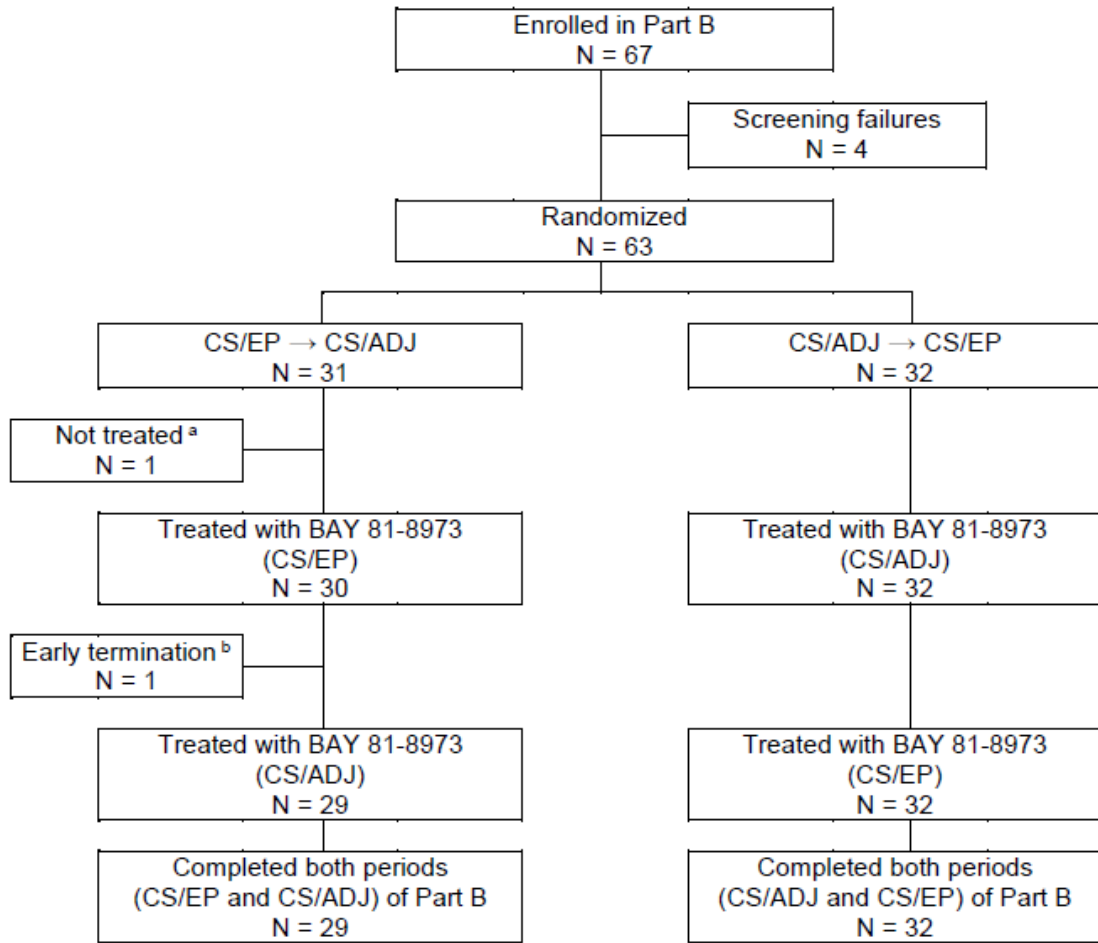 Enrolled in Part B
N = 67
Screening failures
N = 4
Randomized
N = 63
CS/EP → CS/ADJ
N = 31
CS/ADJ → CS/EP
N = 32
Not treated ᵃ
N = 1
Treated with BAY 81-8973
(CS/EP)
N = 30
Treated with BAY 81-8973
(CS/ADJ)
N = 32
Early termination ᵇ
N = 1
Treated with BAY 81-8973
(CS/ADJ)
N = 29
Treated with BAY 81-8973
(CS/EP)
N = 32
Completed both periods
(CS/EP and CS/ADJ) of Part B
N = 29
Completed both periods
(CS/ADJ and CS/EP) of Part B
N = 32